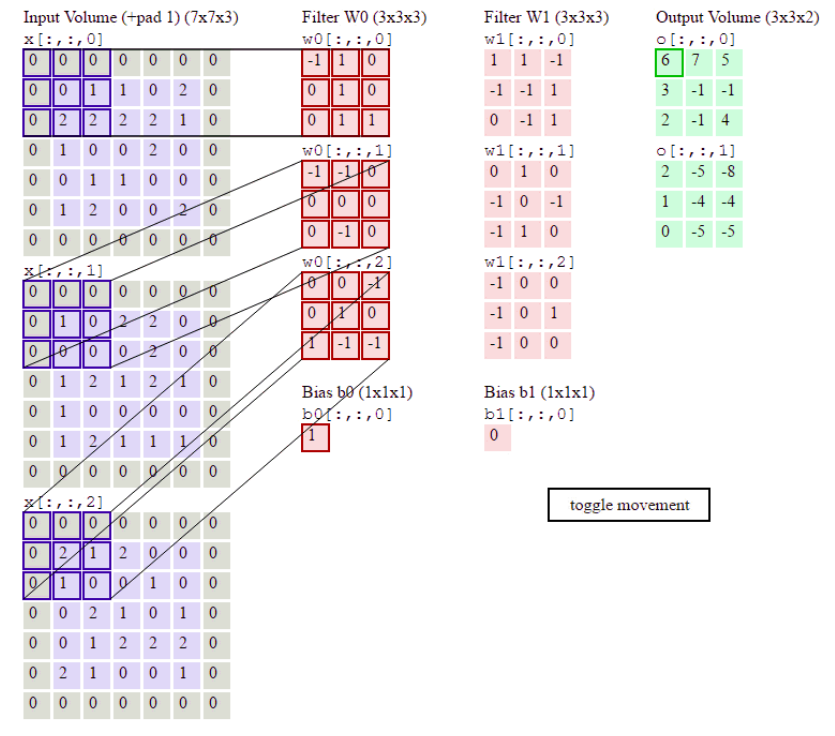 Input Volume (+pad 1) (7x7x3)
x[:,:,0]
0 0 0 0 0 0 0
0 0 1 1 0 2 0
0 2 2 2 2 1 0
0 1 0 0 2 0 0
0 0 1 1 0 0 0
0 1 2 0 0 2 0
0 0 0 0 0 0 0
x[:,:,1]
0 0 0 0 0 0 0
0 1 0 2 2 0 0
0 0 0 0 2 0 0
0 1 2 1 2 1 0
0 1 0 0 0 0 0
0 1 2 1 1 1 0
0 0 0 0 0 0 0
x[:,:,2]
0 0 0 0 0 0 0
0 2 1 2 0 0 0
0 1 0 0 1 0 0
0 0 2 1 0 1 0
0 0 1 2 2 2 0
0 2 1 0 0 1 0
0 0 0 0 0 0 0
Filter W0 (3x3x3)
w0[:,:,0]
-1 1 0
0 1 0
0 1 1
w0[:,:,1]
-1 -1 0
0 0 0
0 -1 0
w0[:,:,2]
0 0 -1
0 1 0
1 -1 -1
Bias b0 (1x1x1)
b0[:,:,0]
1
Filter W1 (3x3x3)
w1[:,:,0]
1 1 -1
-1 -1 1
0 -1 1
w1[:,:,1]
0 1 0
-1 0 -1
-1 1 0
w1[:,:,2]
-1 0 0
-1 0 1
-1 0 0
Bias b1 (1x1x1)
b1[:,:,0]
0
Output Volume (3x3x2)
o[:,:,0]
6 7 5
3 -1 -1
2 -1 4
o[:,:,1]
2 -5 -8
1 -4 -4
0 -5 -5
toggle movement